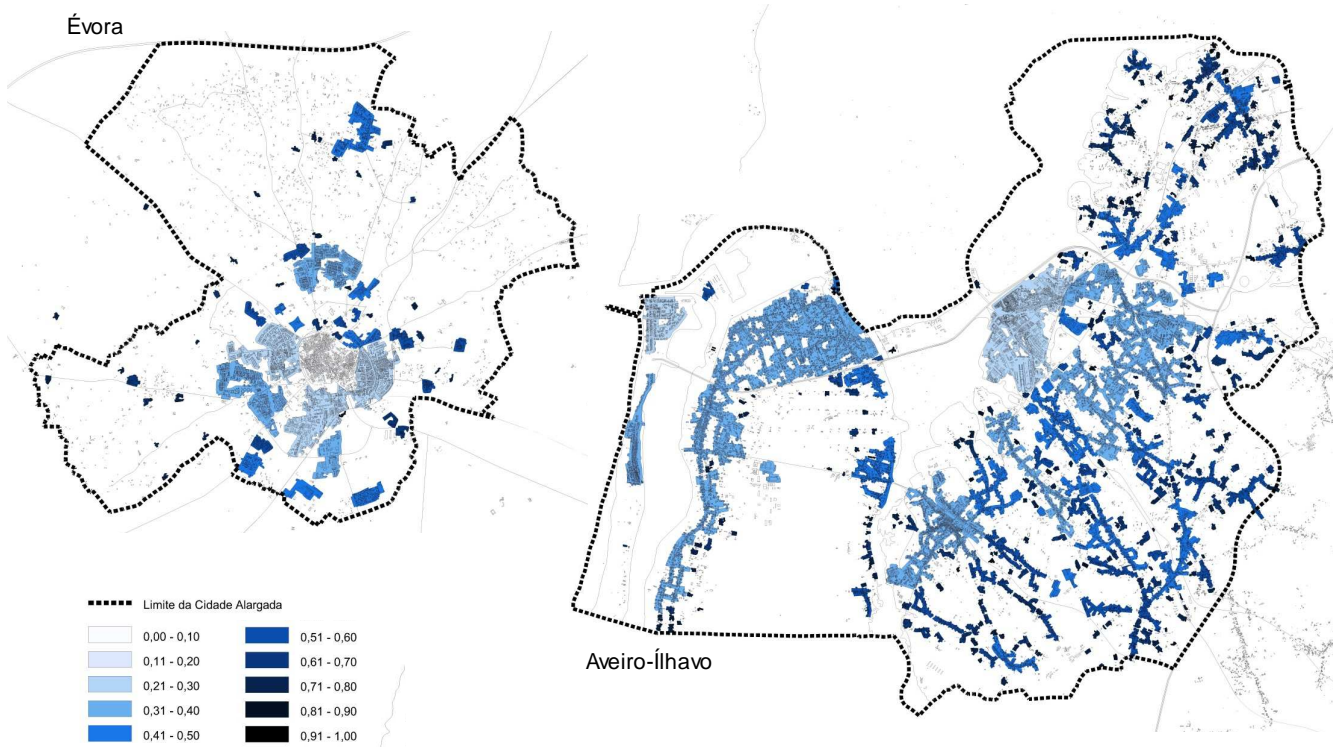 Évora
Aveiro-Ílhavo
Limite da Cidade Alargada
0,00 - 0,10
0,11 - 0,20
0,21 - 0,30
0,31 - 0,40
0,41 - 0,50
0,51 - 0,60
0,61 - 0,70
0,71 - 0,80
0,81 - 0,90
0,91 - 1,00